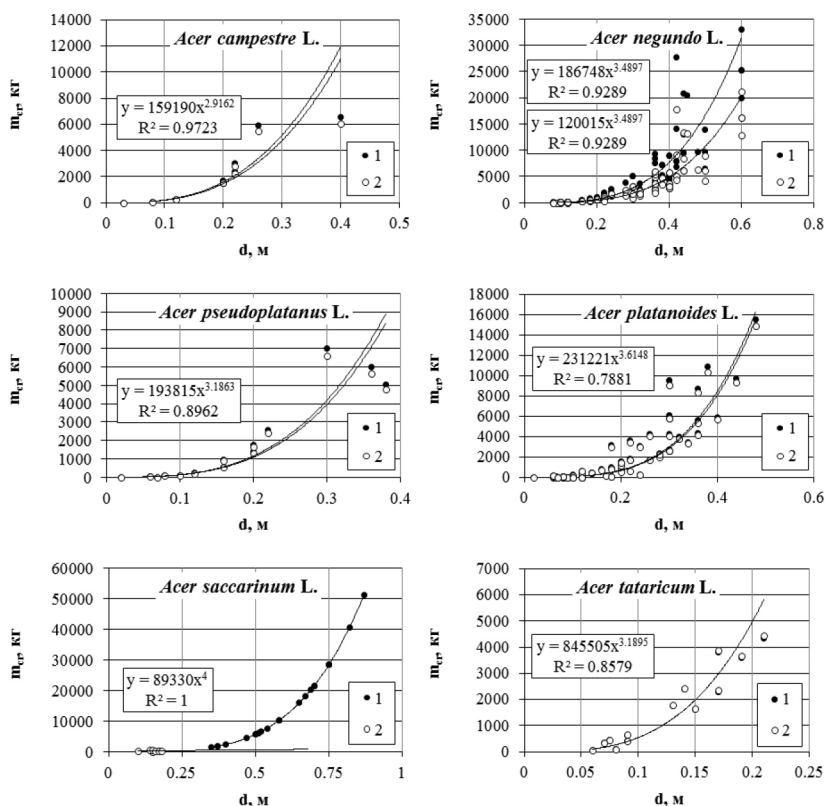 Acer campestre L.
14000
12000
10000
8000
6000
4000
2000
0
m_cr, кг
y = 159190x^2.9162
R² = 0.9723
1
2
0 0.1 0.2 0.3 0.4 0.5
d, м
Acer negundo L.
35000
30000
25000
20000
15000
10000
5000
0
m_cr, кг
y = 186748x^3.4897
R² = 0.9289
y = 120015x^3.4897
R² = 0.9289
1
2
0 0.2 0.4 0.6 0.8
d, м
Acer pseudoplatanus L.
10000
9000
8000
7000
6000
5000
4000
3000
2000
1000
0
m_cr, кг
y = 193815x^3.1863
R² = 0.8962
1
2
0 0.1 0.2 0.3 0.4
d, м
Acer platanoides L.
18000
16000
14000
12000
10000
8000
6000
4000
2000
0
m_cr, кг
y = 231221x^3.6148
R² = 0.7881
1
2
0 0.2 0.4 0.6
d, м
Acer saccarinum L.
60000
50000
40000
30000
20000
10000
0
m_cr, кг
y = 89330x^4
R² = 1
1
2
0 0.25 0.5 0.75 1
d, м
Acer tataricum L.
7000
6000
5000
4000
3000
2000
1000
0
m_cr, кг
y = 845505x^3.1895
R² = 0.8579
1
2
0 0.05 0.1 0.15 0.2 0.25
d, м